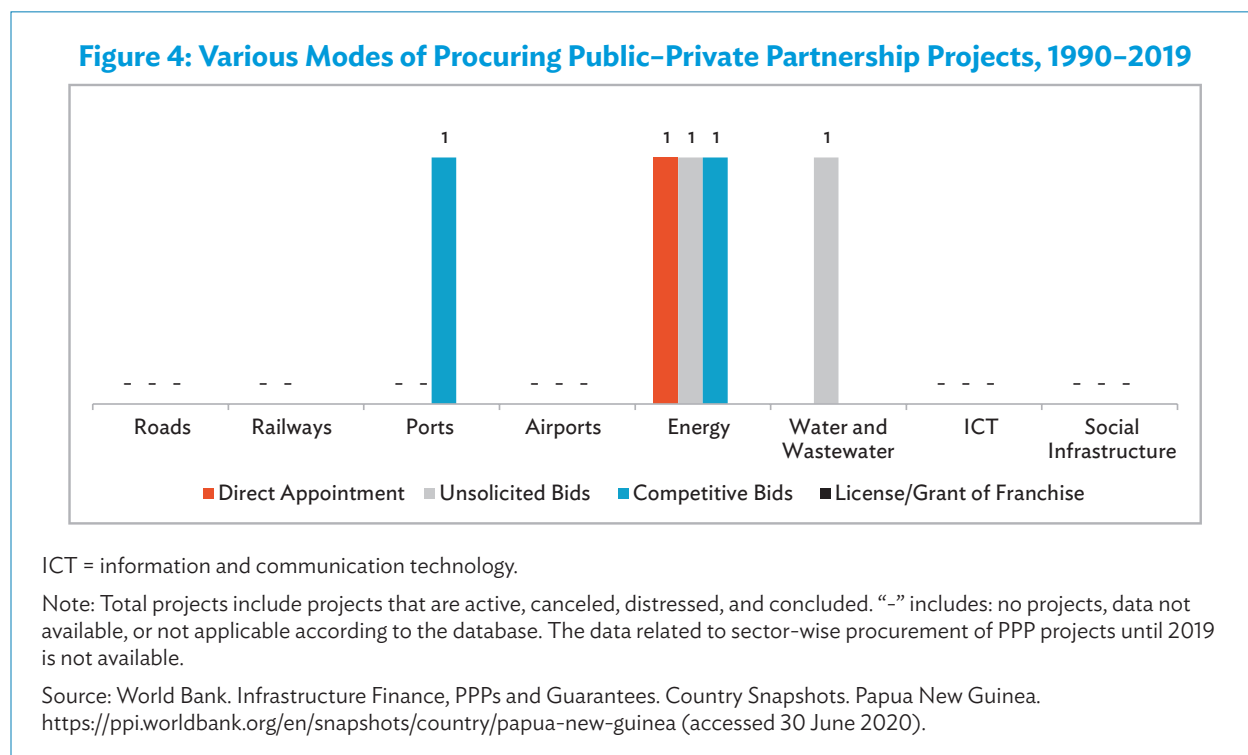 Figure 4: Various Modes of Procuring Public–Private Partnership Projects, 1990–2019
1
1 1 1
1
– – –
– –
– –
– – –
– – –
– – –
Roads
Railways
Ports
Airports
Energy
Water and
Wastewater
ICT
Social
Infrastructure
Direct Appointment
Unsolicited Bids
Competitive Bids
License/Grant of Franchise
ICT = information and communication technology.
Note: Total projects include projects that are active, canceled, distressed, and concluded. “–” includes: no projects, data not
available, or not applicable according to the database. The data related to sector-wise procurement of PPP projects until 2019
is not available.
Source: World Bank. Infrastructure Finance, PPPs and Guarantees. Country Snapshots. Papua New Guinea.
https://ppi.worldbank.org/en/snapshots/country/papua-new-guinea (accessed 30 June 2020).